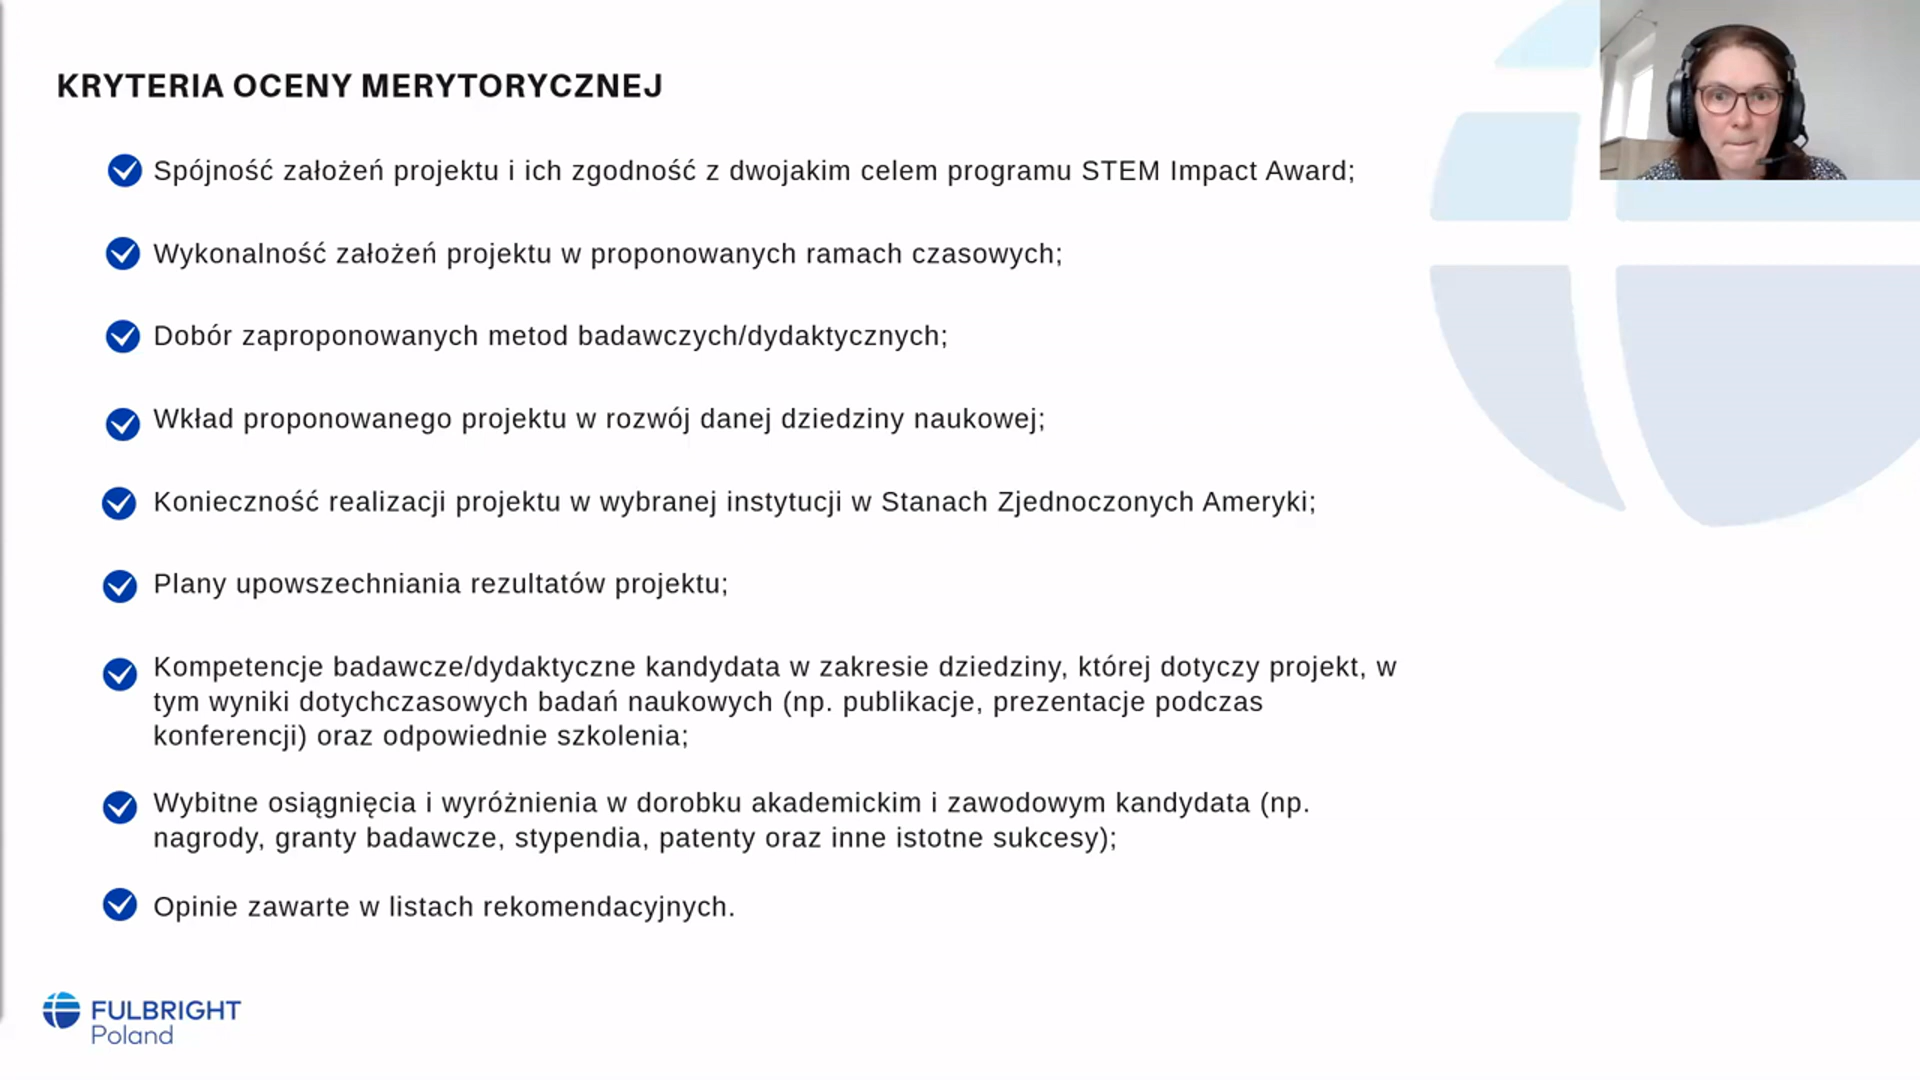 KRYTERIA OCENY MERYTORYCZNEJ
Spójność założeń projektu i ich zgodność z dwojakim celem programu STEM Impact Award;
Wykonalność założeń projektu w proponowanych ramach czasowych;
Dobór zaproponowanych metod badawczych/dydaktycznych;
Wkład proponowanego projektu w rozwój danej dziedziny naukowej;
Konieczność realizacji projektu w wybranej instytucji w Stanach Zjednoczonych Ameryki;
Plany upowszechniania rezultatów projektu;
Kompetencje badawcze/dydaktyczne kandydata w zakresie dziedziny, której dotyczy projekt, w
tym wyniki dotychczasowych badań naukowych (np. publikacje, prezentacje podczas
konferencji) oraz odpowiednie szkolenia;
Wybitne osiągnięcia i wyróżnienia w dorobku akademickim i zawodowym kandydata (np.
nagrody, granty badawcze, stypendia, patenty oraz inne istotne sukcesy);
Opinie zawarte w listach rekomendacyjnych.
FULBRIGHT
Poland